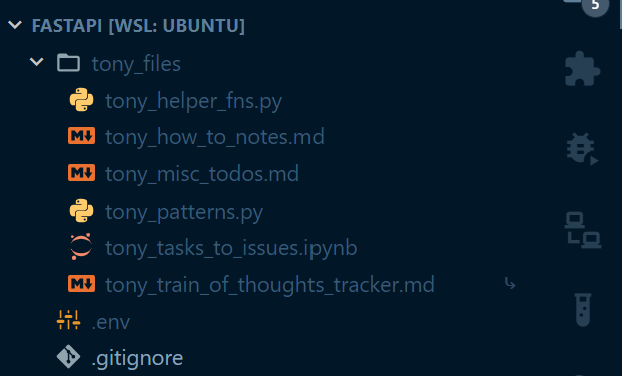 5
FASTAPI [WSL: UBUNTU]
tony_files
tony_helper_fns.py
tony_how_to_notes.md
tony_misc_todos.md
tony_patterns.py
tony_tasks_to_issues.ipynb
tony_train_of_thoughts_tracker.md
.env
.gitignore